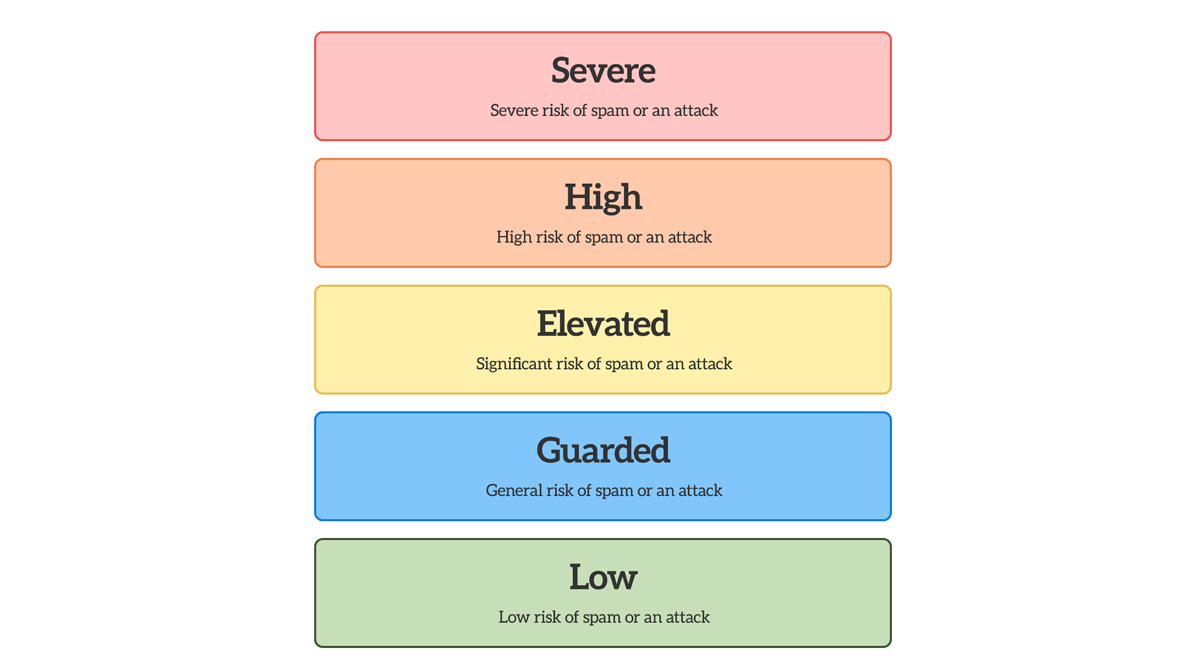 Severe
Severe risk of spam or an attack
High
High risk of spam or an attack
Elevated
Significant risk of spam or an attack
Guarded
General risk of spam or an attack
Low
Low risk of spam or an attack